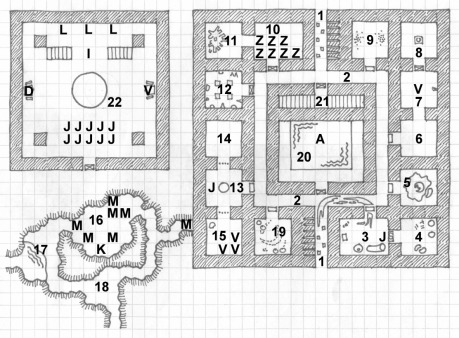 1
L L L
10
11
Z Z Z
Z Z Z Z
9
8
I
2
D
V
12
V
7
22
21
J J J J J
J J J J J
14
A
6
20
J 13
5
M
16
M
M M
2
M
M
15 V
V V
19
3 J
4
17
M M
K
1
18